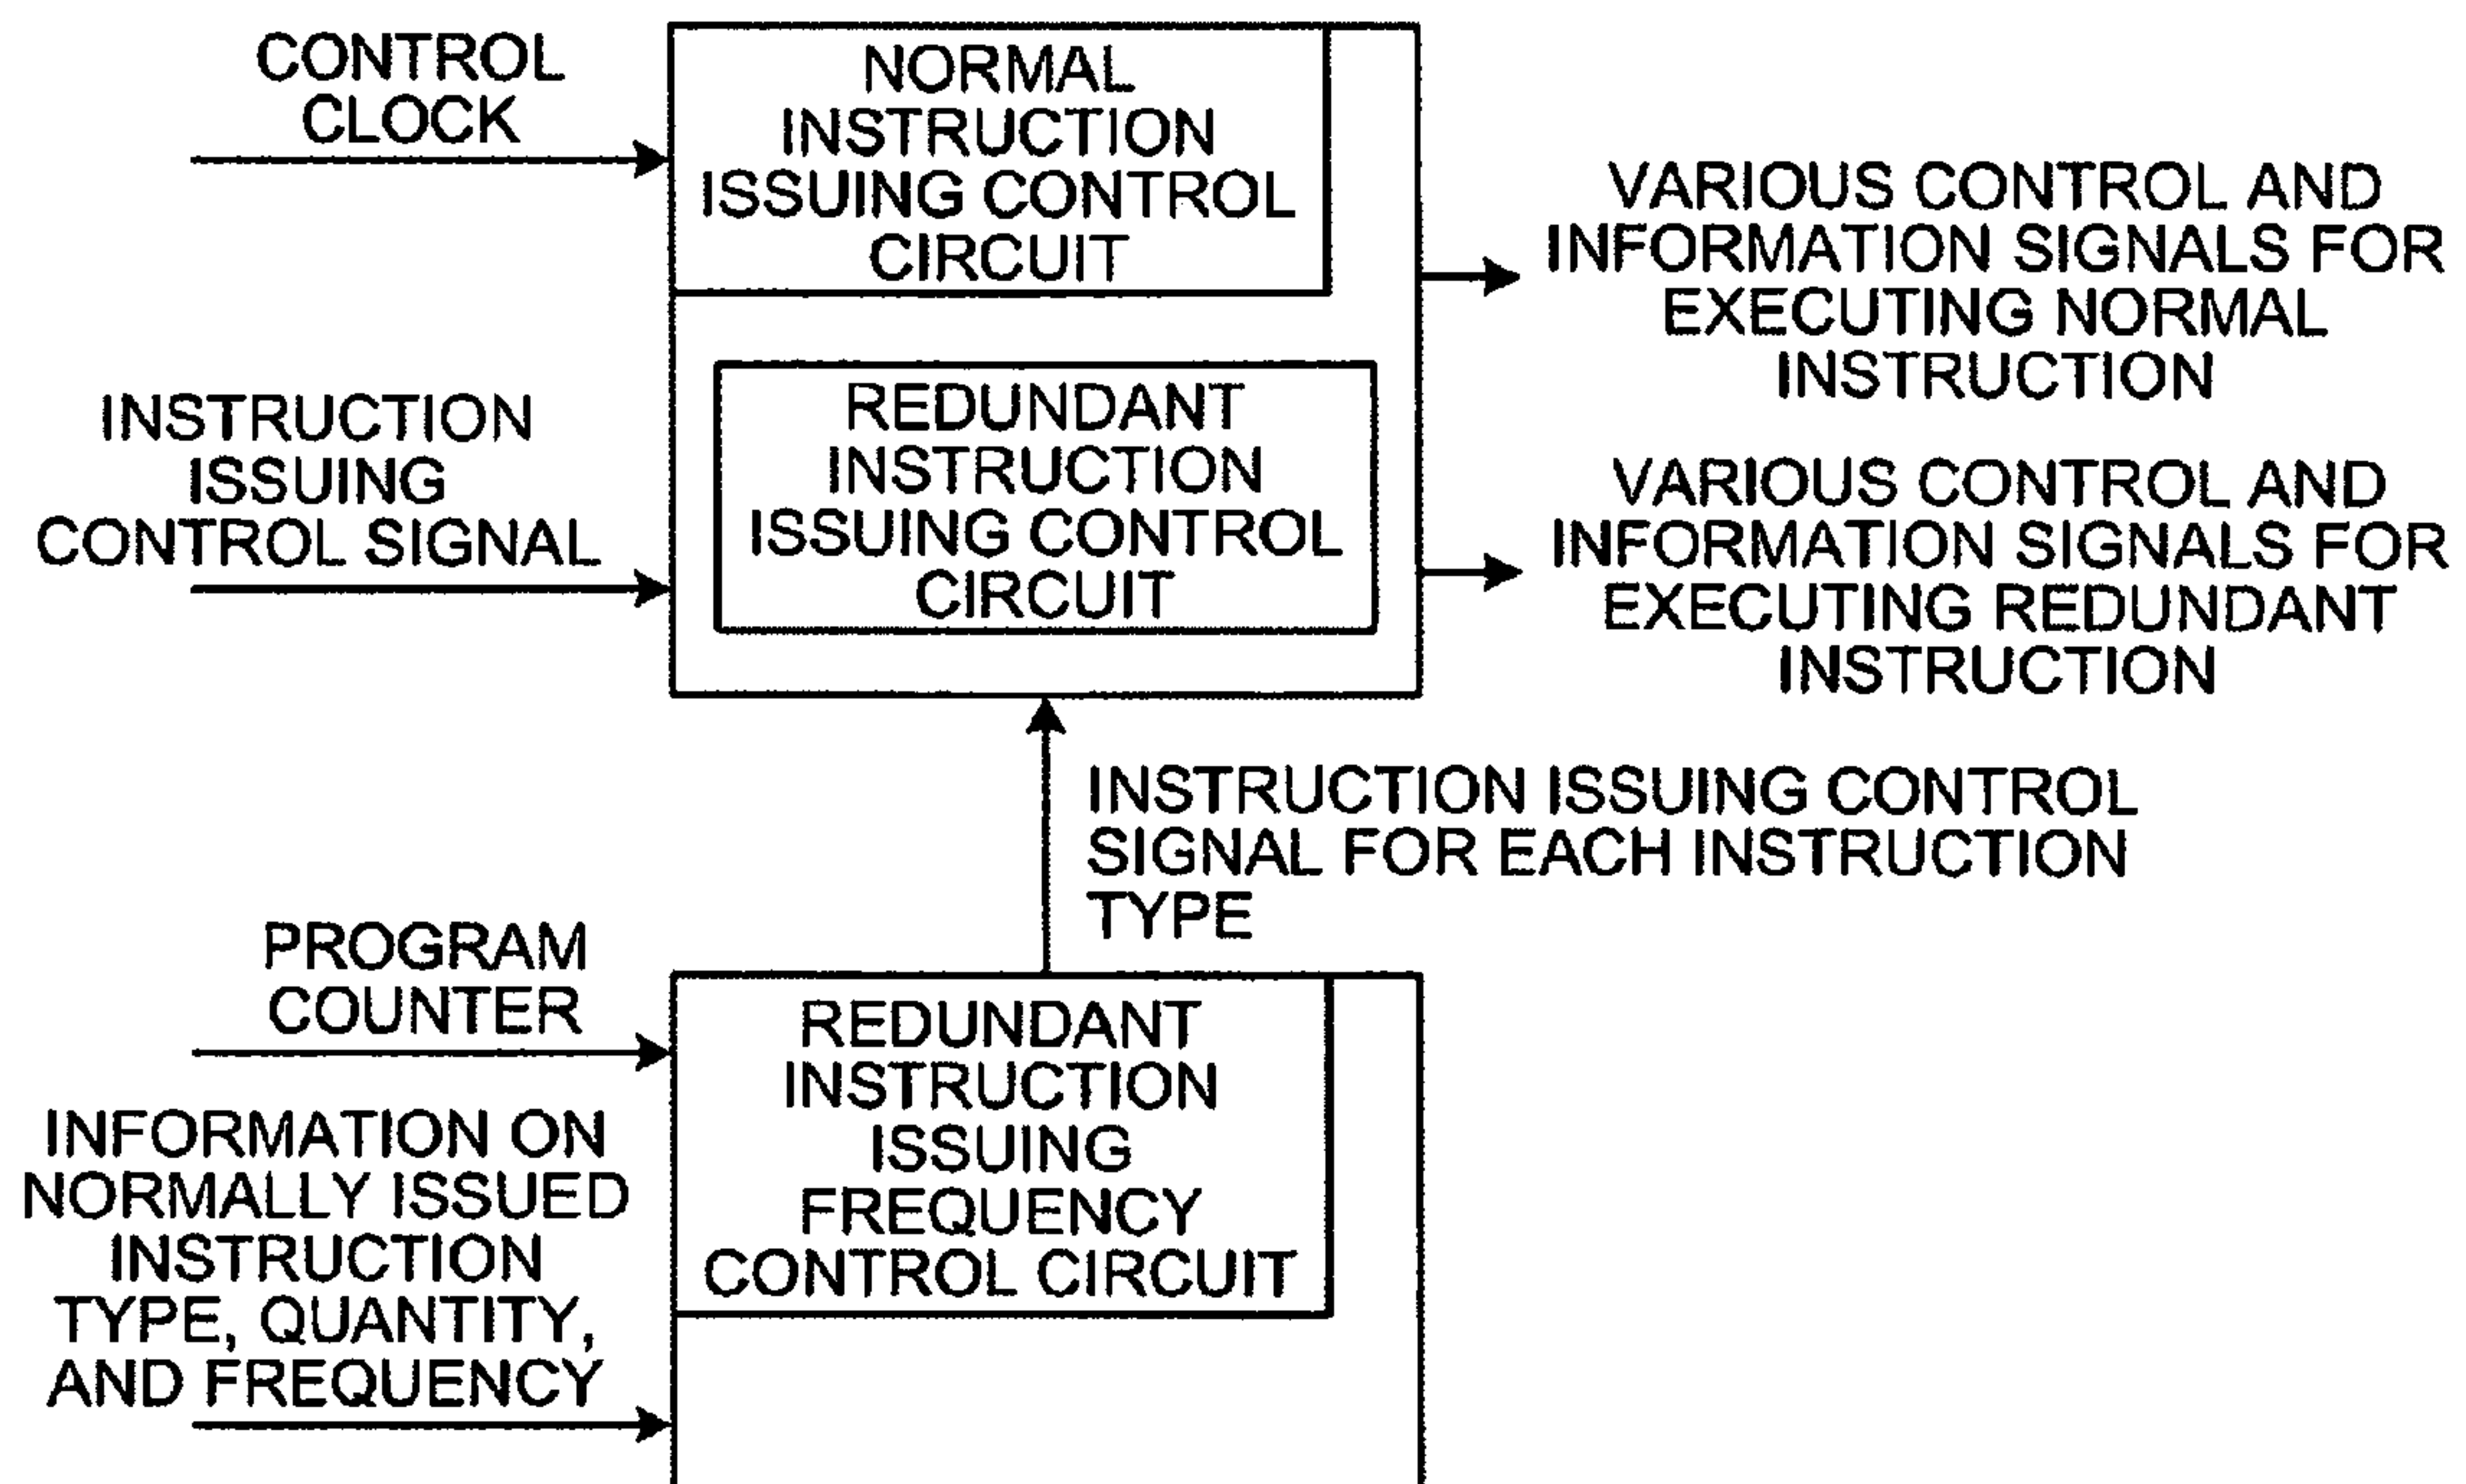 CONTROL
CLOCK
NORMAL
INSTRUCTION
ISSUING CONTROL
CIRCUIT
VARIOUS CONTROL AND
INFORMATION SIGNALS FOR
EXECUTING NORMAL
INSTRUCTION
INSTRUCTION
ISSUING
CONTROL SIGNAL
REDUNDANT
INSTRUCTION
ISSUING CONTROL
CIRCUIT
VARIOUS CONTROL AND
INFORMATION SIGNALS FOR
EXECUTING REDUNDANT
INSTRUCTION
INSTRUCTION ISSUING CONTROL
SIGNAL FOR EACH INSTRUCTION
TYPE
PROGRAM
COUNTER
REDUNDANT
INSTRUCTION
ISSUING
FREQUENCY
CONTROL CIRCUIT
INFORMATION ON
NORMALLY ISSUED
INSTRUCTION
TYPE, QUANTITY,
AND FREQUENCY